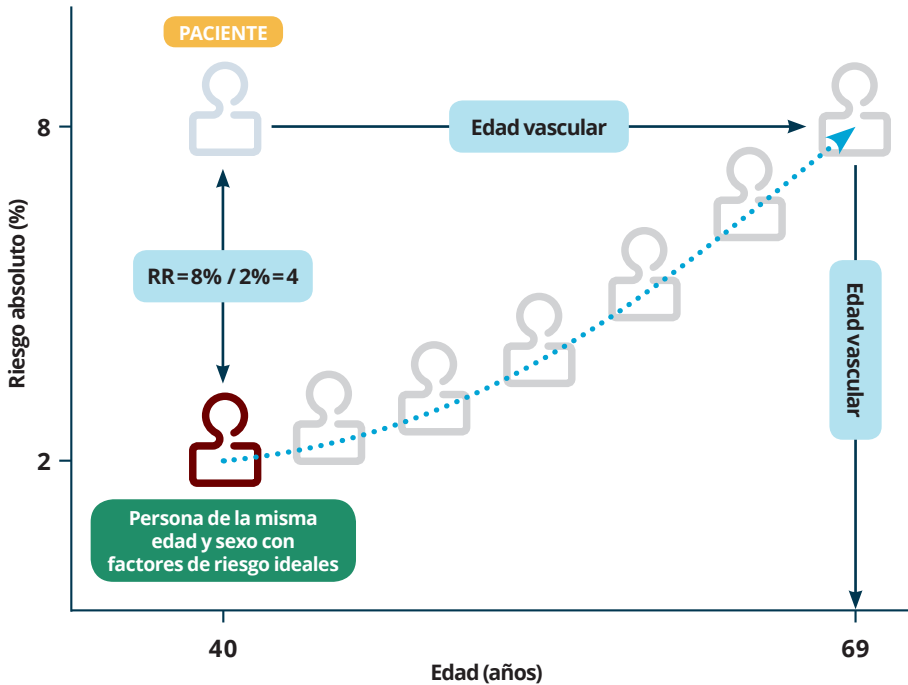 PACIENTE
8
Edad vascular
RR=8% / 2%=4
Riesgo absoluto (%)
Edad vascular
2
Persona de la misma
edad y sexo con
factores de riesgo ideales
40
69
Edad (años)